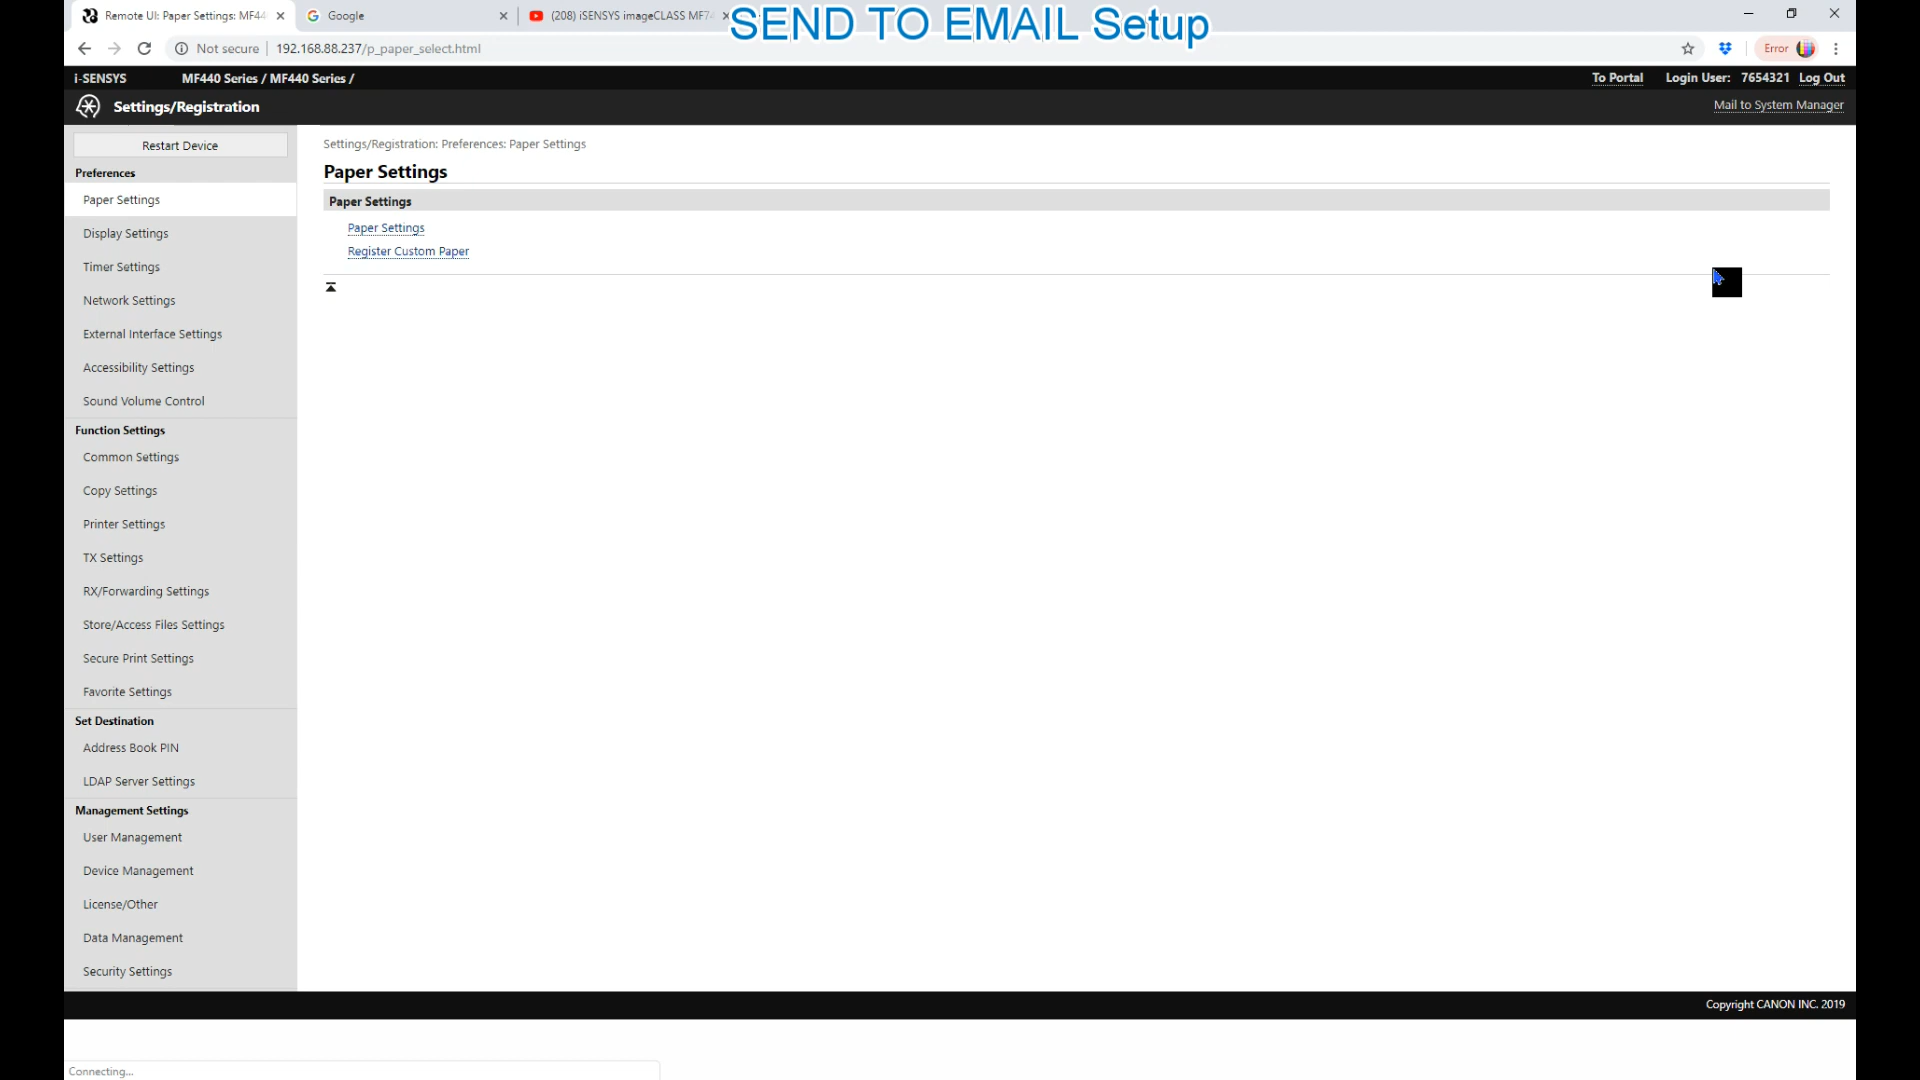 Remote UI: Paper Settings: MF44
Google
(208) iSENSYS imageCLASS MF74
SEND TO EMAIL Setup
Not secure | 192.168.88.237/p_paper_select.html
Error
i-SENSYS MF440 Series / MF440 Series /
To Portal Login User: 7654321 Log Out
Settings/Registration
Mail to System Manager
Restart Device
Preferences
Paper Settings
Display Settings
Timer Settings
Network Settings
External Interface Settings
Accessibility Settings
Sound Volume Control
Function Settings
Common Settings
Copy Settings
Printer Settings
TX Settings
RX/Forwarding Settings
Store/Access Files Settings
Secure Print Settings
Favorite Settings
Set Destination
Address Book PIN
LDAP Server Settings
Management Settings
User Management
Device Management
License/Other
Data Management
Security Settings
Settings/Registration: Preferences: Paper Settings
Paper Settings
Paper Settings
Paper Settings
Register Custom Paper
Copyright CANON INC. 2019
Connecting...